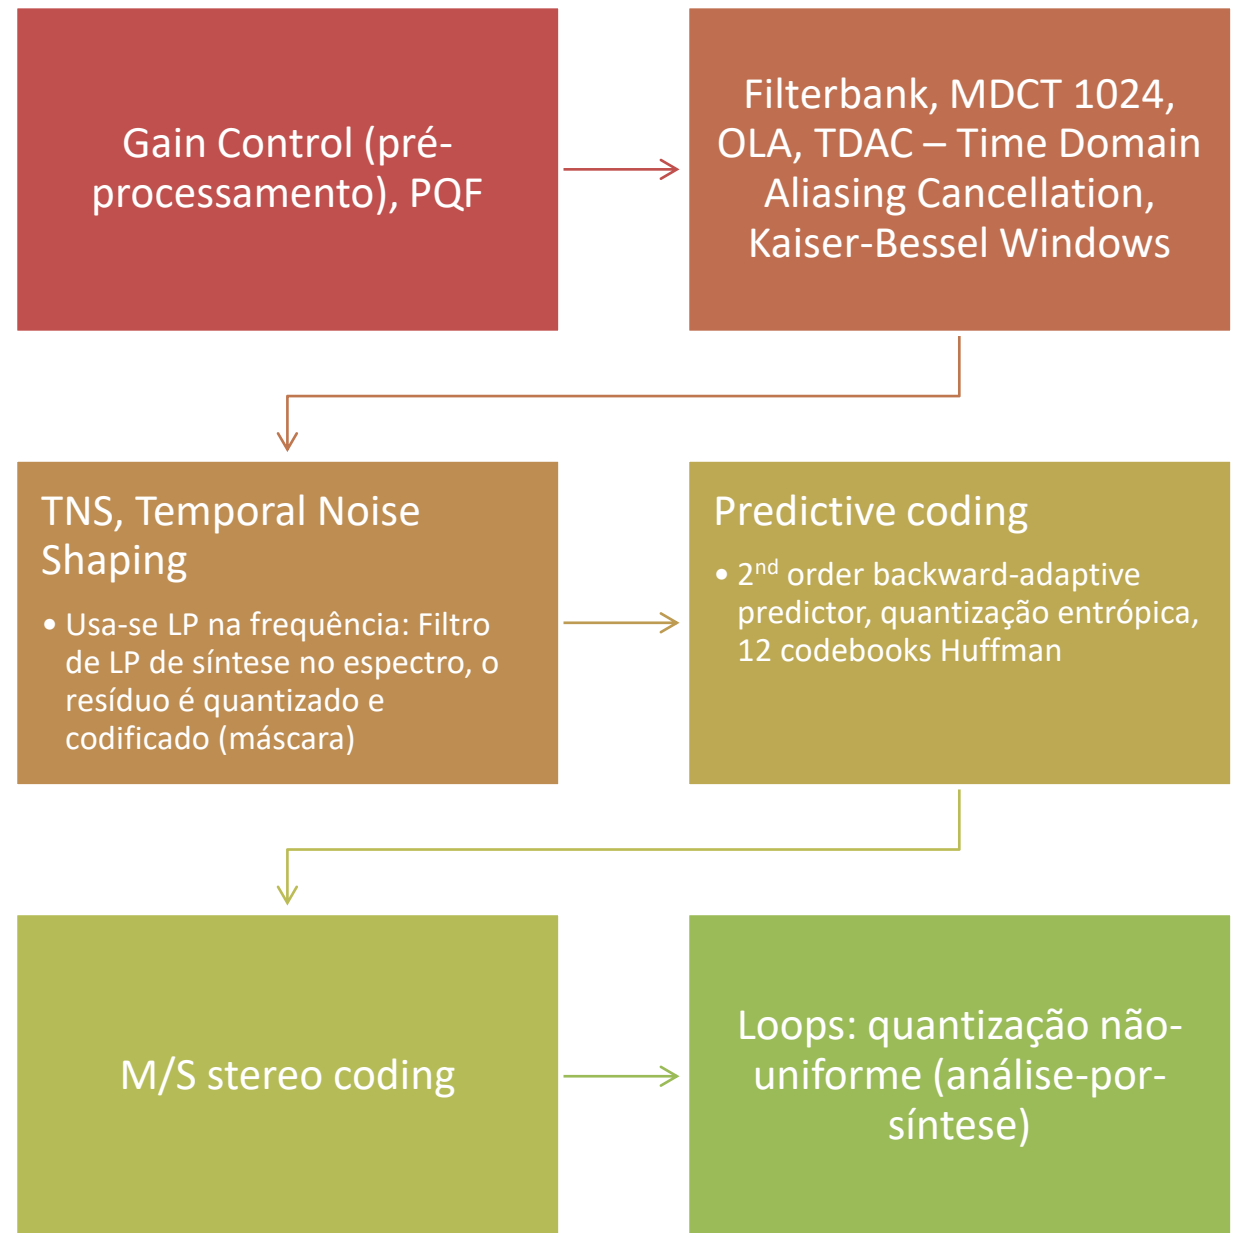 Gain Control (pré-
processamento), PQF
Filterbank, MDCT 1024,
OLA, TDAC – Time Domain
Aliasing Cancellation,
Kaiser-Bessel Windows
TNS, Temporal Noise
Shaping
• Usa-se LP na frequência: Filtro
de LP de síntese no espectro, o
resíduo é quantizado e
codificado (máscara)
Predictive coding
• 2nd order backward-adaptive
predictor, quantização entrópica,
12 codebooks Huffman
M/S stereo coding
Loops: quantização não-
uniforme (análise-por-
síntese)